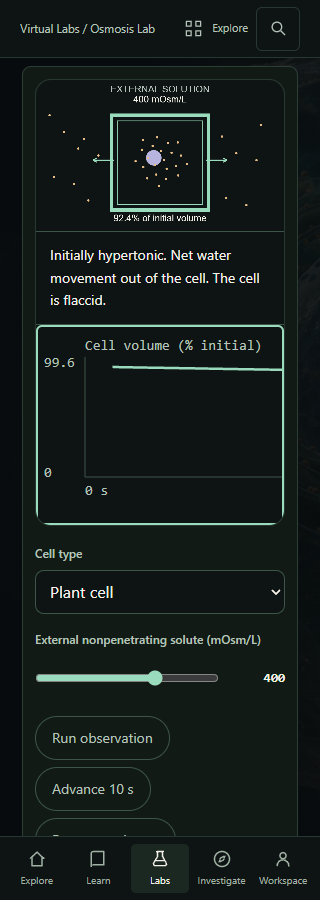 Virtual Labs / Osmosis Lab
Explore
EXTERNAL SOLUTION
400 mOsm/L
92.4% of initial volume
Initially hypertonic. Net water
movement out of the cell. The cell
is flaccid.
Cell volume (% initial)
99.6
0
0 s
Cell type
Plant cell
External nonpenetrating solute (mOsm/L)
400
Run observation
Advance 10 s
Explore
Learn
Labs
Investigate
Workspace